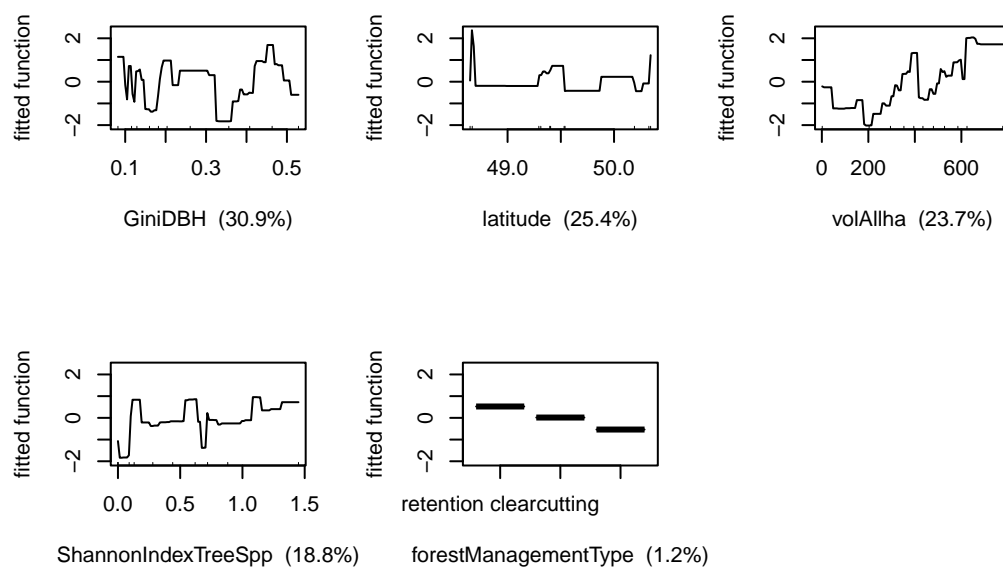 fitted function
2
0
-2
0.1
0.3
0.5
GiniDBH (30.9%)
fitted function
2
0
-2
49.0
50.0
latitude (25.4%)
fitted function
2
0
-2
0
200
600
volAllha (23.7%)
fitted function
2
0
-2
0.0
0.5
1.0
1.5
ShannonIndexTreeSpp (18.8%)
fitted function
2
0
-2
retention clearcutting
forestManagementType (1.2%)